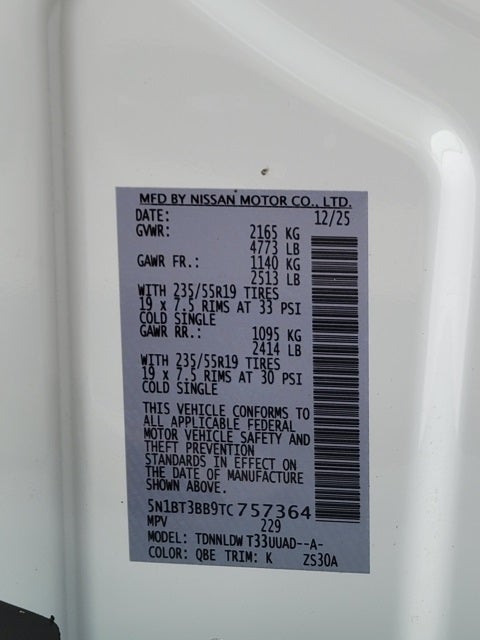 MFD BY NISSAN MOTOR CO., LTD.
DATE: 12/25
GVWR: 2165 KG
4773 LB
GAWR FR.: 1140 KG
2513 LB
WITH 235/55R19 TIRES
19 x 7.5 RIMS AT 33 PSI
COLD SINGLE
GAWR RR.: 1095 KG
2414 LB
WITH 235/55R19 TIRES
19 x 7.5 RIMS AT 30 PSI
COLD SINGLE
THIS VEHICLE CONFORMS TO
ALL APPLICABLE FEDERAL
MOTOR VEHICLE SAFETY AND
THEFT PREVENTION
STANDARDS IN EFFECT ON
THE DATE OF MANUFACTURE
SHOWN ABOVE.
5N1BT3BB9TC757364
MPV 229
MODEL: TDNNLDW T33UUAD--A-
COLOR: QBE TRIM: K ZS30A